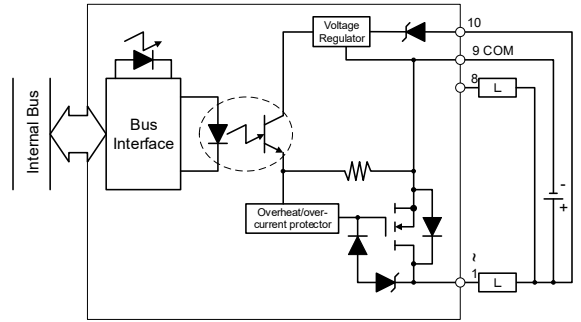 Voltage
Regulator
10
9 COM
8
L
Internal Bus
Bus
Interface
-
+
Overheat/over-
current protector
~
1
L